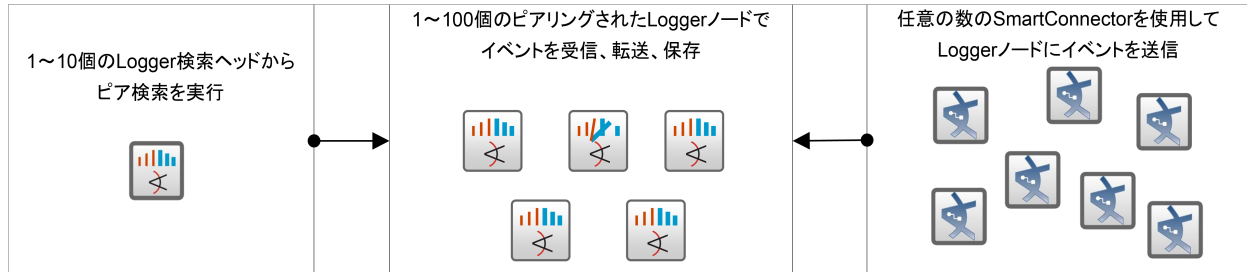 1～10個のLogger検索ヘッドから
ピア検索を実行
1～100個のピアリングされたLoggerノードで
イベントを受信、転送、保存
任意の数のSmartConnectorを使用して
Loggerノードにイベントを送信